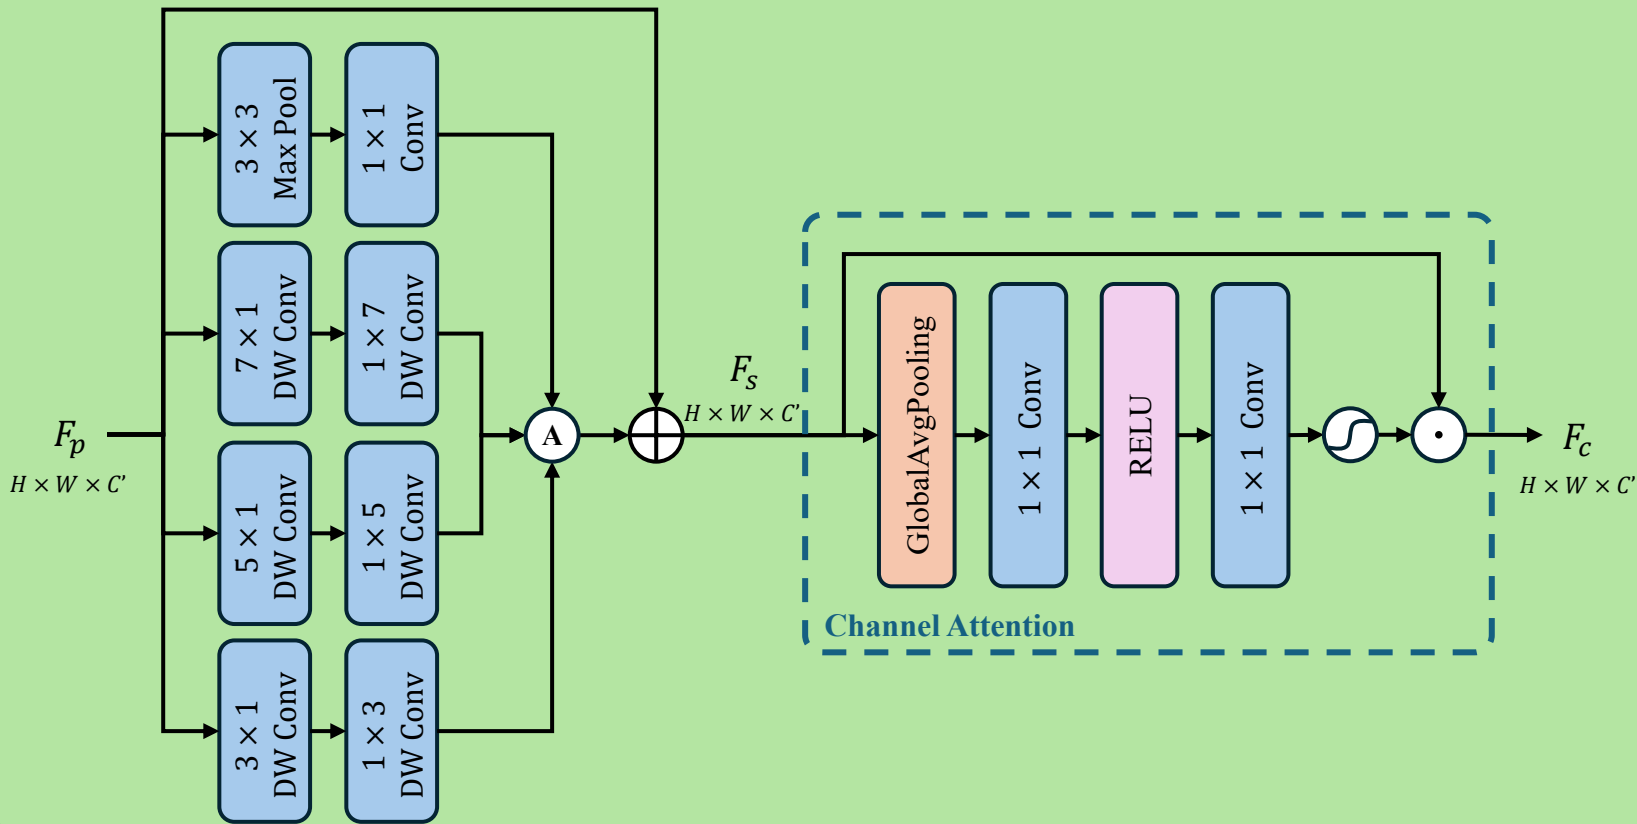 F_p
H × W × C'
3 × 3
Max Pool
1 × 1
Conv
7 × 1
DW Conv
1 × 7
DW Conv
5 × 1
DW Conv
1 × 5
DW Conv
3 × 1
DW Conv
1 × 3
DW Conv
A
F_s
H × W × C'
GlobalAvgPooling
1 × 1 Conv
RELU
1 × 1 Conv
Channel Attention
F_c
H × W × C'